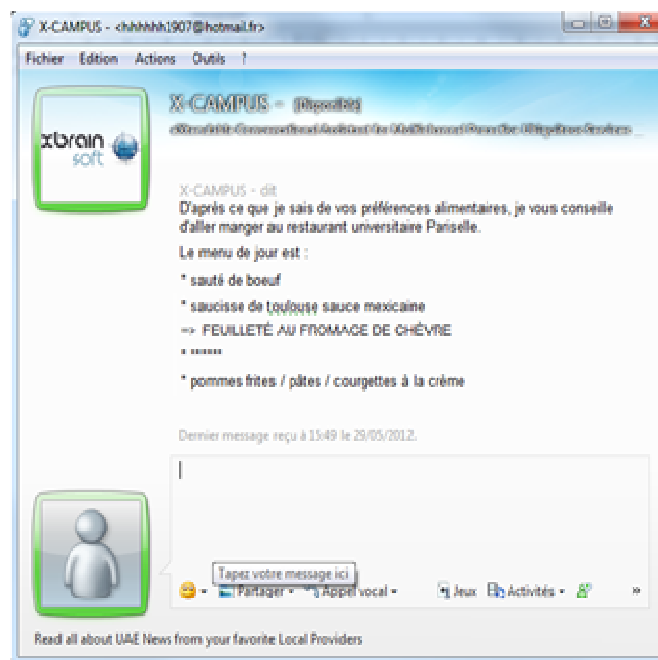 X-CAMPUS - <hhhhhh1907@hotmail.fr>
Fichier Edition Actions Outils ?
xbrain
soft
X-CAMPUS - (Disponible)
X-CAMPUS - dit
D'après ce que je sais de vos préférences alimentaires, je vous conseille
d'aller manger au restaurant universitaire Pariselle.
Le menu de jour est :
* sauté de boeuf
* saucisse de toulouse sauce mexicaine
=> FEUILLETÉ AU FROMAGE DE CHÈVRE
* ******
* pommes frites / pâtes / courgettes à la crème
Dernier message reçu à 15:49 le 29/05/2012.
Tapez votre message ici
Partager Appel vocal Jeux Activités »
Read all about UAE News from your favorite Local Providers